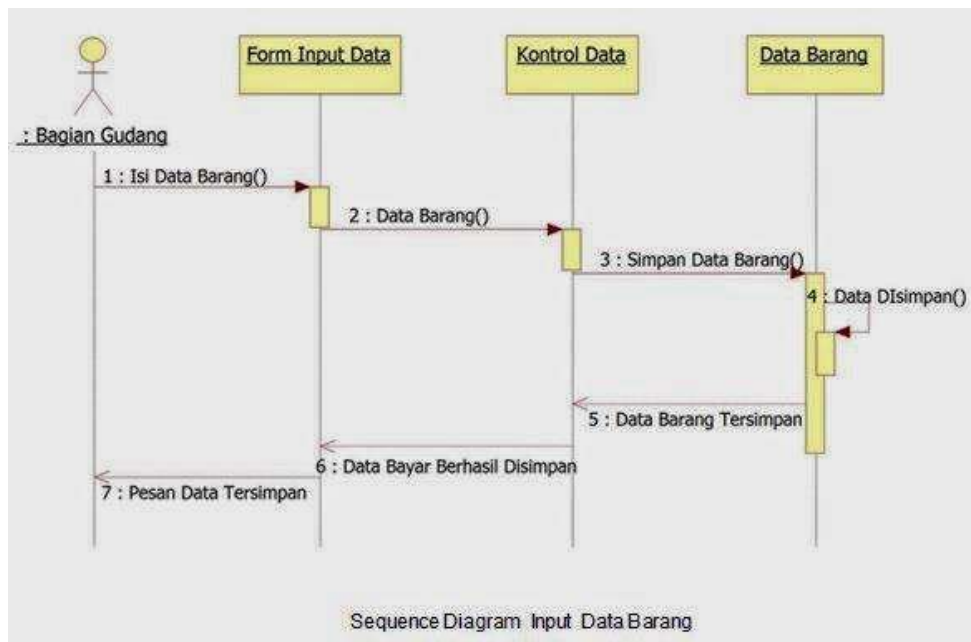 Form Input Data
Kontrol Data
Data Barang
: Bagian Gudang
1 : Isi Data Barang()
2 : Data Barang()
3 : Simpan Data Barang()
4 : Data DIsimpan()
5 : Data Barang Tersimpan
6 : Data Bayar Berhasil Disimpan
7 : Pesan Data Tersimpan
Sequence Diagram Input Data Barang